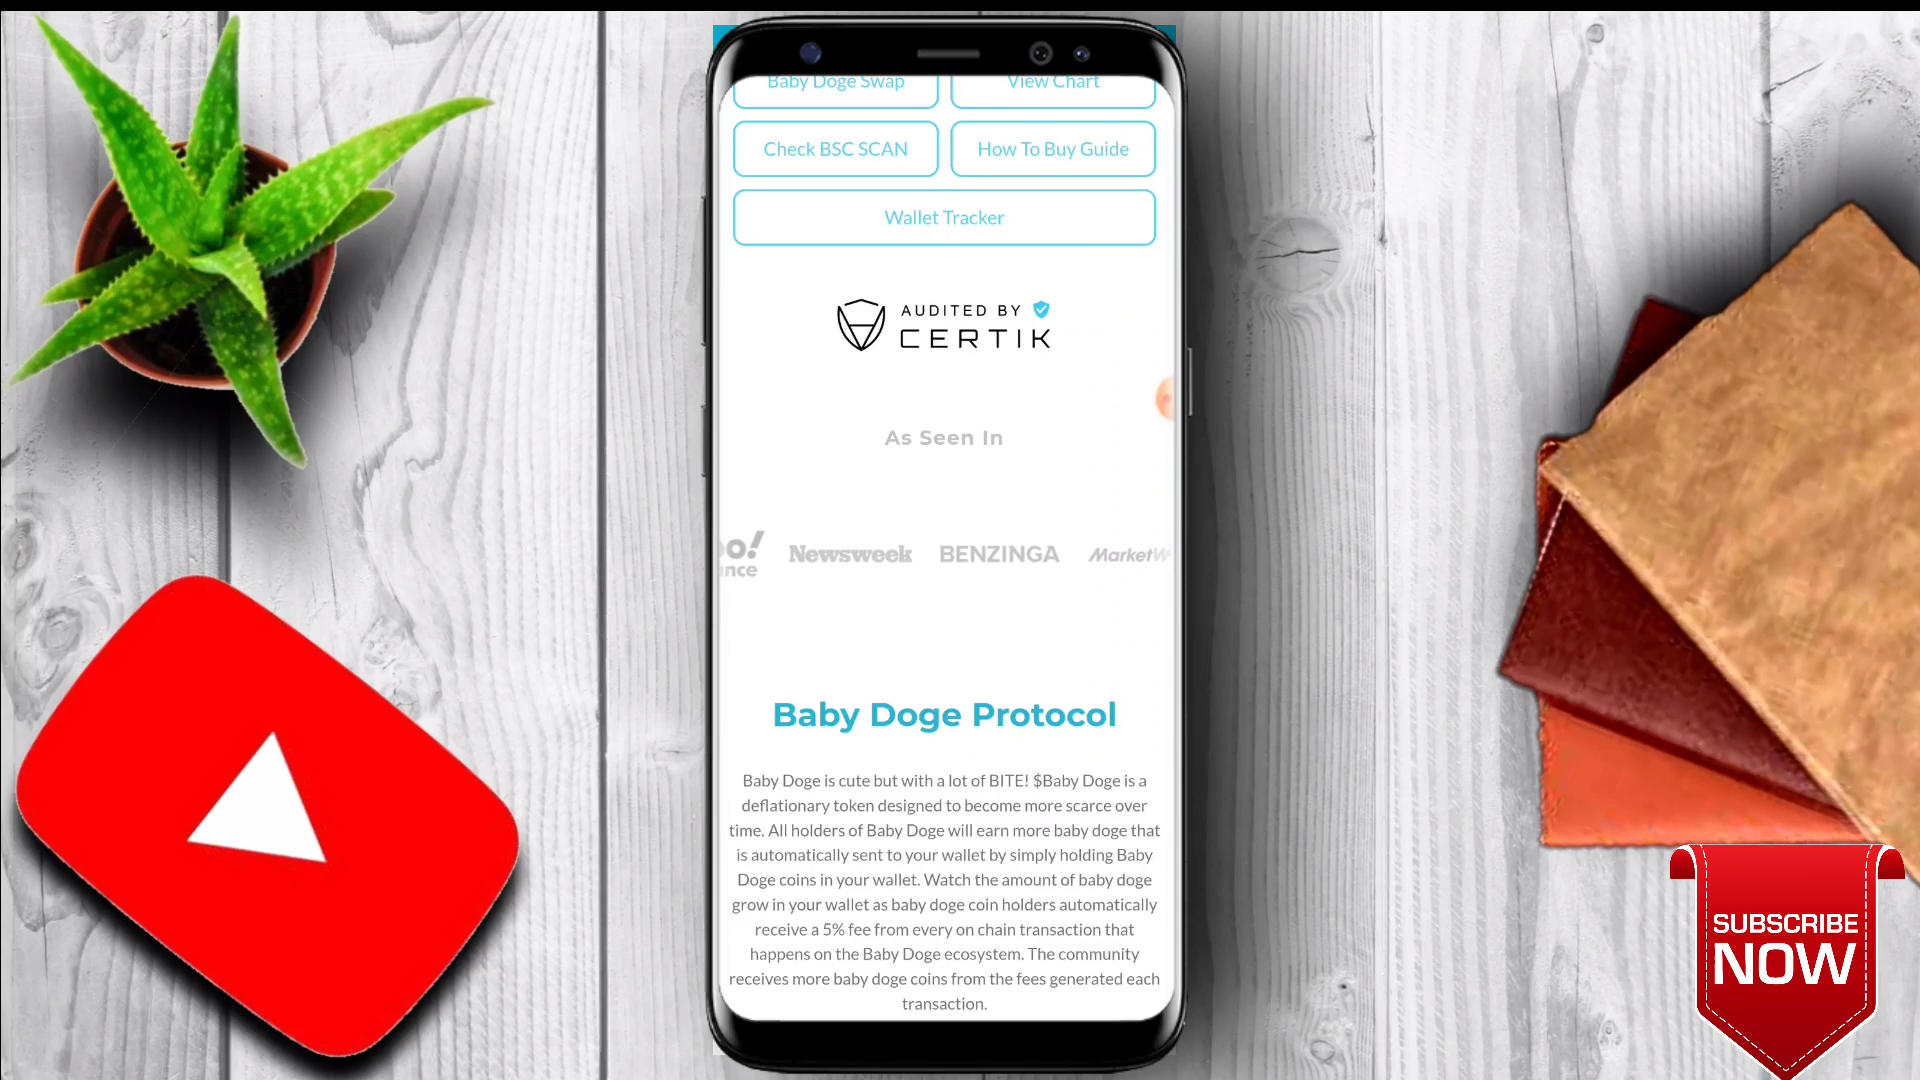 Baby Doge Swap
View Chart
Check BSC SCAN
How To Buy Guide
Wallet Tracker
AUDITED BY
CERTIK
As Seen In
Newsweek
BENZINGA
Baby Doge Protocol
Baby Doge is cute but with a lot of BITE! $Baby Doge is a
deflationary token designed to become more scarce over
time. All holders of Baby Doge will earn more baby doge that
is automatically sent to your wallet by simply holding Baby
Doge coins in your wallet. Watch the amount of baby doge
grow in your wallet as baby doge coin holders automatically
receive a 5% fee from every on chain transaction that
happens on the Baby Doge ecosystem. The community
receives more baby doge coins from the fees generated each
transaction.
SUBSCRIBE
NOW